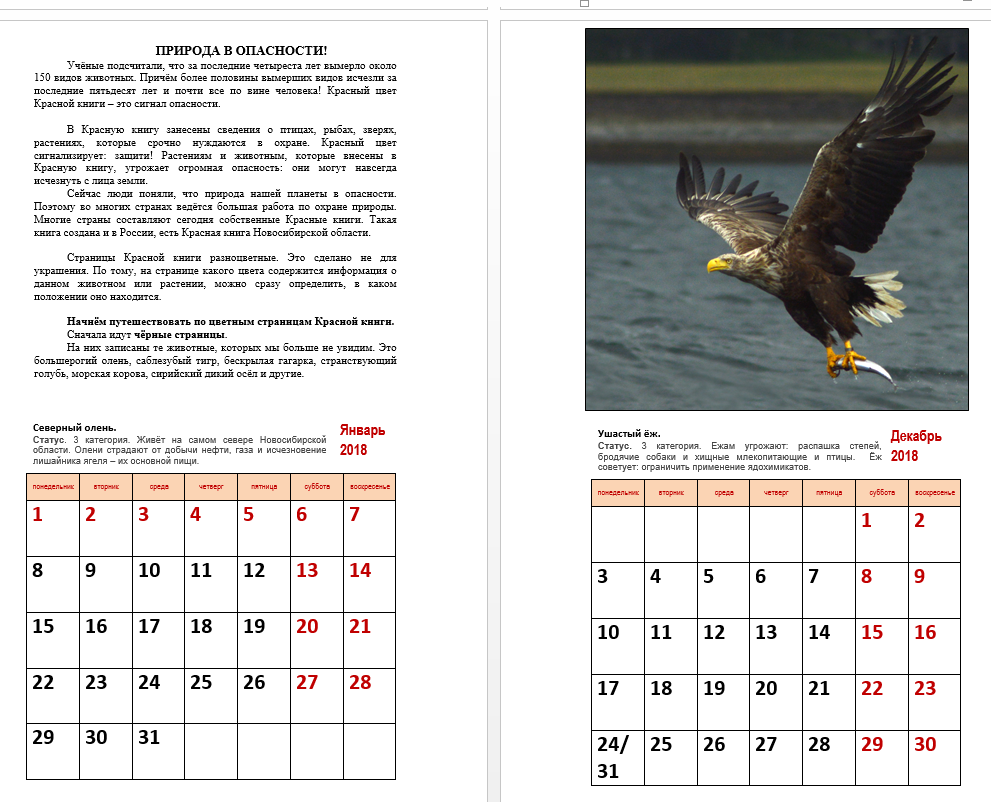 ПРИРОДА В ОПАСНОСТИ!
Учёные подсчитали, что за последние четыреста лет вымерло около
150 видов животных. Причём более половины вымерших видов исчезли за
последние пятьдесят лет и почти все по вине человека! Красный цвет
Красной книги – это сигнал опасности.
В Красную книгу занесены сведения о птицах, рыбах, зверях,
растениях, которые срочно нуждаются в охране. Красный цвет
сигнализирует: защити! Растениям и животным, которые внесены в
Красную книгу, угрожает огромная опасность: они могут навсегда
исчезнуть с лица земли.
Сейчас люди поняли, что природа нашей планеты в опасности.
Поэтому во многих странах ведётся большая работа по охране природы.
Многие страны составляют сегодня собственные Красные книги. Такая
книга создана и в России, есть Красная книга Новосибирской области.
Страницы Красной книги разноцветные. Это сделано не для
украшения. По тому, на странице какого цвета содержится информация о
данном животном или растении, можно сразу определить, в каком
положении оно находится.
Начнём путешествовать по цветным страницам Красной книги.
Сначала идут чёрные страницы.
На них записаны те животные, которых мы больше не увидим. Это
большерогий олень, саблезубый тигр, бескрылая гагарка, странствующий
голубь, морская корова, сирийский дикий осёл и другие.
Северный олень.
Статус. 3 категория. Живёт на самом севере Новосибирской
области. Олени страдают от добычи нефти, газа и исчезновение
лишайника ягеля – их основной пищи.
Январь
2018
понедельник вторник среда четверг пятница суббота воскресенье
1 2 3 4 5 6 7
8 9 10 11 12 13 14
15 16 17 18 19 20 21
22 23 24 25 26 27 28
29 30 31
Ушастый ёж.
Статус. 3 категория. Ежам угрожают: распашка степей,
бродячие собаки и хищные млекопитающие и птицы. Ёж
советует: ограничить применение ядохимикатов.
Декабрь
2018
понедельник вторник среда четверг пятница суббота воскресенье
1 2
3 4 5 6 7 8 9
10 11 12 13 14 15 16
17 18 19 20 21 22 23
24/ 25 26 27 28 29 30
31